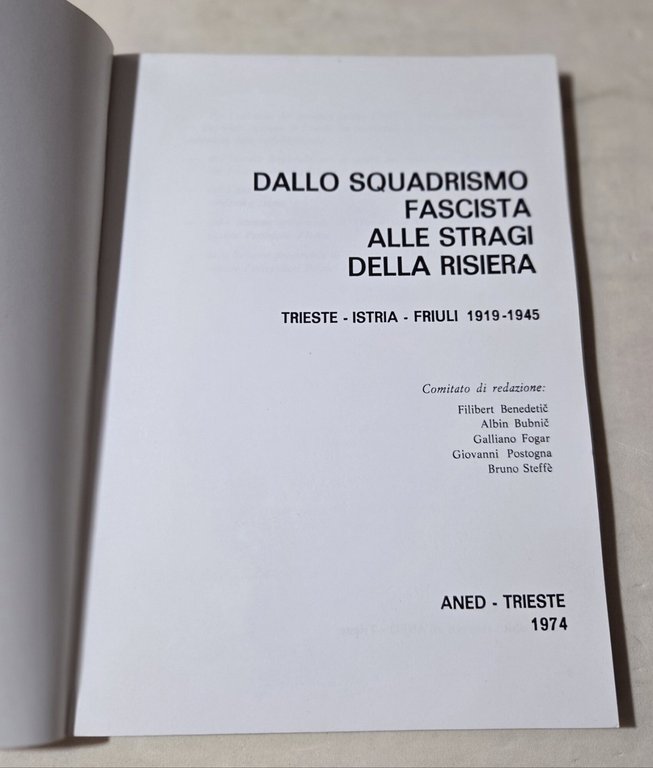 DALLO SQUADRISMO
FASCISTA
ALLE STRAGI
DELLA RISIERA
TRIESTE - ISTRIA - FRIULI 1919-1945
Comitato di redazione:
Filibert Benedetič
Albin Bubnič
Galliano Fogar
Giovanni Postogna
Bruno Steffè
ANED - TRIESTE
1974